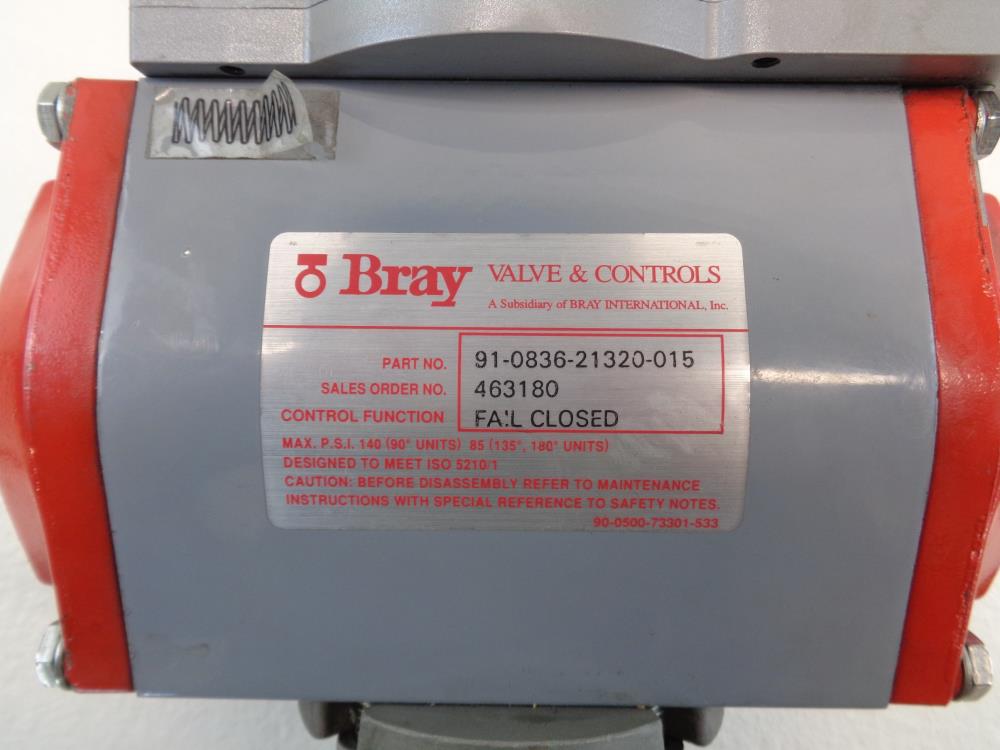 Bray VALVE & CONTROLS
A Subsidiary of BRAY INTERNATIONAL, Inc.
PART NO. 91-0836-21320-015
SALES ORDER NO. 463180
CONTROL FUNCTION FAIL CLOSED
MAX. P.S.I. 140 (90° UNITS) 85 (135°, 180° UNITS)
DESIGNED TO MEET ISO 5210/1
CAUTION: BEFORE DISASSEMBLY REFER TO MAINTENANCE
INSTRUCTIONS WITH SPECIAL REFERENCE TO SAFETY NOTES.
90-0500-73301-533